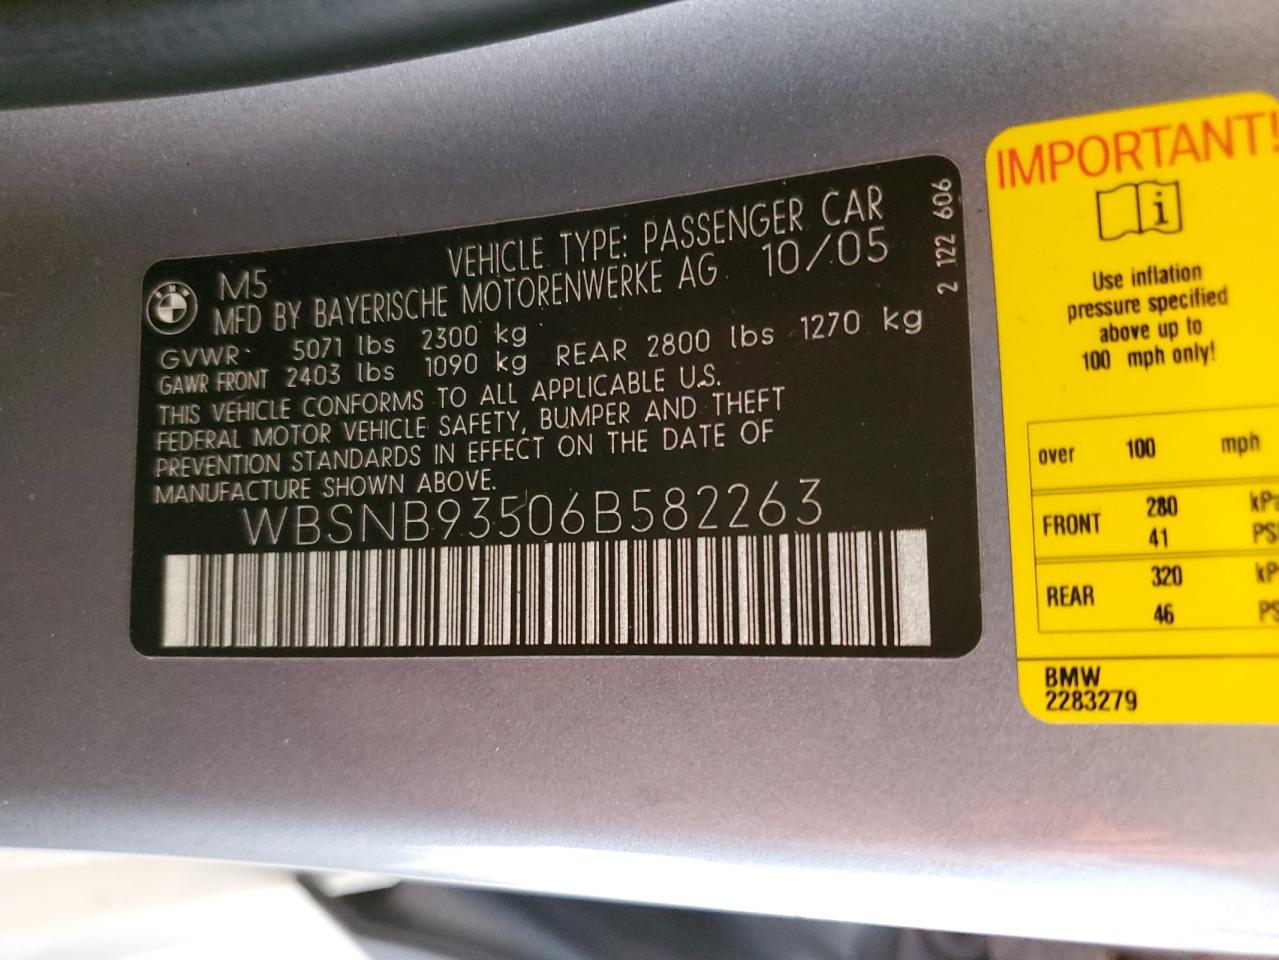 M5
VEHICLE TYPE: PASSENGER CAR
MFD BY BAYERISCHE MOTORENWERKE AG 10/05
GVWR 5071 lbs 2300 kg
GAWR FRONT 2403 lbs 1090 kg REAR 2800 lbs 1270 kg
THIS VEHICLE CONFORMS TO ALL APPLICABLE U.S.
FEDERAL MOTOR VEHICLE SAFETY, BUMPER AND THEFT
PREVENTION STANDARDS IN EFFECT ON THE DATE OF
MANUFACTURE SHOWN ABOVE.
WBSNB93506B582263
2 122 606
IMPORTANT!
i
Use inflation
pressure specified
above up to
100 mph only!
over 100 mph
FRONT 280 kPa
41 PSI
REAR 320 kP
46 PS
BMW
2283279